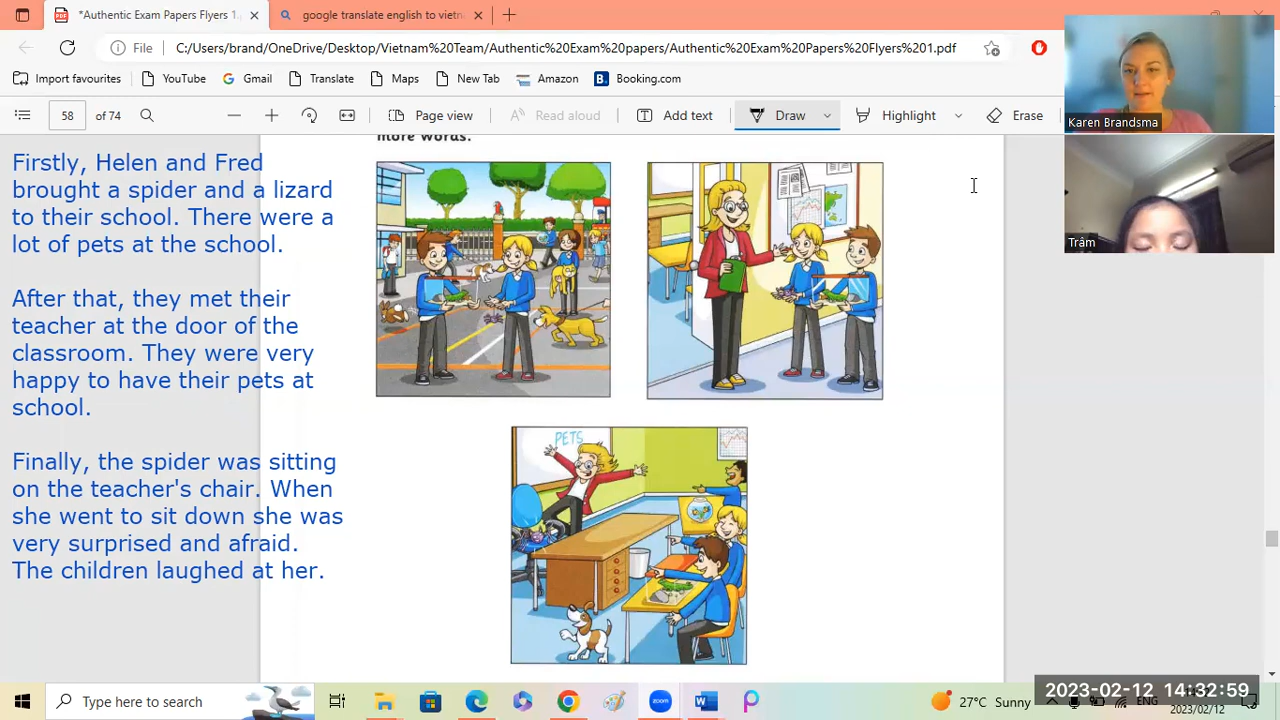 *Authentic Exam Papers Flyers 1.
google translate english to vietn
File
C:/Users/brand/OneDrive/Desktop/Vietnam%20Team/Authentic%20Exam%20papers/Authentic%20Exam%20Papers%20Flyers%201.pdf
Import favourites
YouTube
Gmail
Translate
Maps
New Tab
Amazon
B.
Booking.com
58
of 74
Page view
Read aloud
Add text
Draw
Highlight
Erase
Karen Brandsma
Trâm
more words.
Firstly, Helen and Fred
brought a spider and a lizard
to their school. There were a
lot of pets at the school.
After that, they met their
teacher at the door of the
classroom. They were very
happy to have their pets at
school.
Finally, the spider was sitting
on the teacher's chair. When
she went to sit down she was
very surprised and afraid.
The children laughed at her.
PETS
Type here to search
27°C Sunny
ENG
2023-02-12 14:32:59
2023/02/12